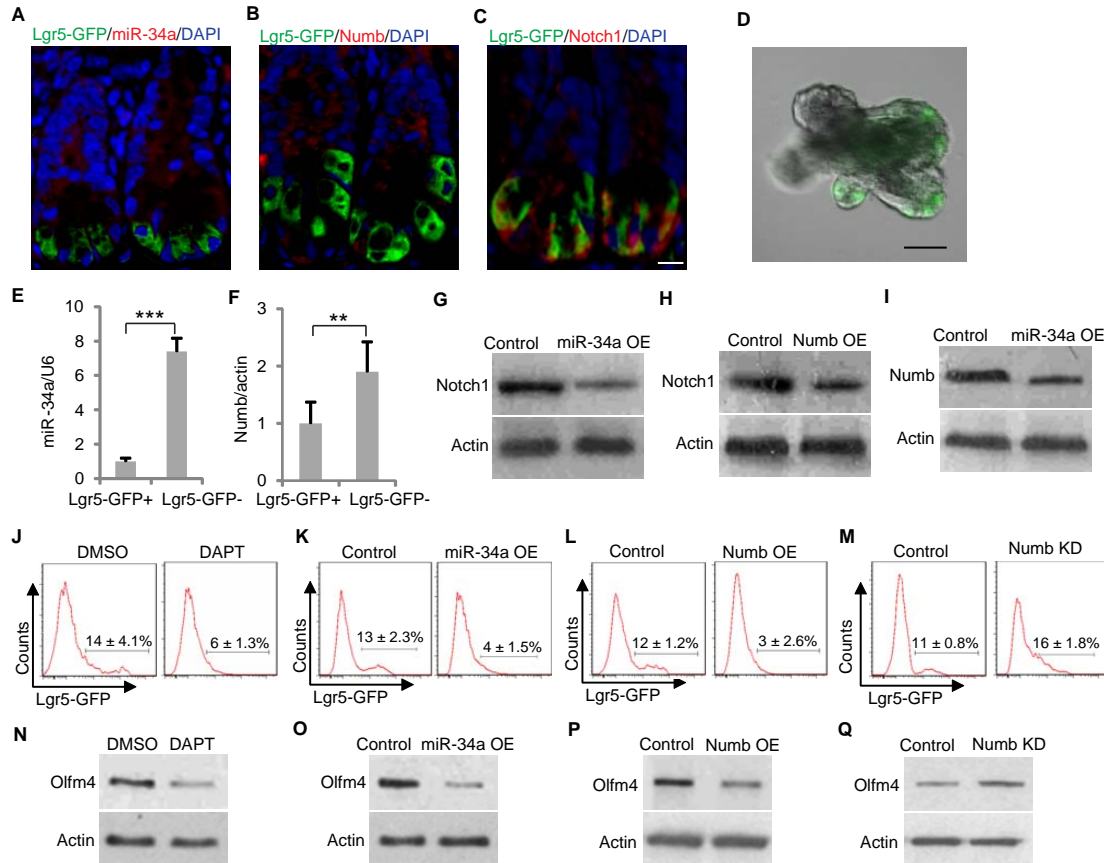 A
Lgr5-GFP/miR-34a/DAPI
B
Lgr5-GFP/Numb/DAPI
C
Lgr5-GFP/Notch1/DAPI
D
E
miR-34a/U6
10
8
6
4
2
0
***
Lgr5-GFP+ Lgr5-GFP-
F
Numb/actin
3
2
1
0
**
Lgr5-GFP+ Lgr5-GFP-
G
Control miR-34a OE
Notch1
Actin
H
Control Numb OE
Notch1
Actin
I
Control miR-34a OE
Numb
Actin
J
DMSO DAPT
Counts
14 ± 4.1% 6 ± 1.3%
Lgr5-GFP
K
Control miR-34a OE
Counts
13 ± 2.3% 4 ± 1.5%
Lgr5-GFP
L
Control Numb OE
Counts
12 ± 1.2% 3 ± 2.6%
Lgr5-GFP
M
Control Numb KD
Counts
11 ± 0.8% 16 ± 1.8%
Lgr5-GFP
N
DMSO DAPT
Olfm4
Actin
O
Control miR-34a OE
Olfm4
Actin
P
Control Numb OE
Olfm4
Actin
Q
Control Numb KD
Olfm4
Actin